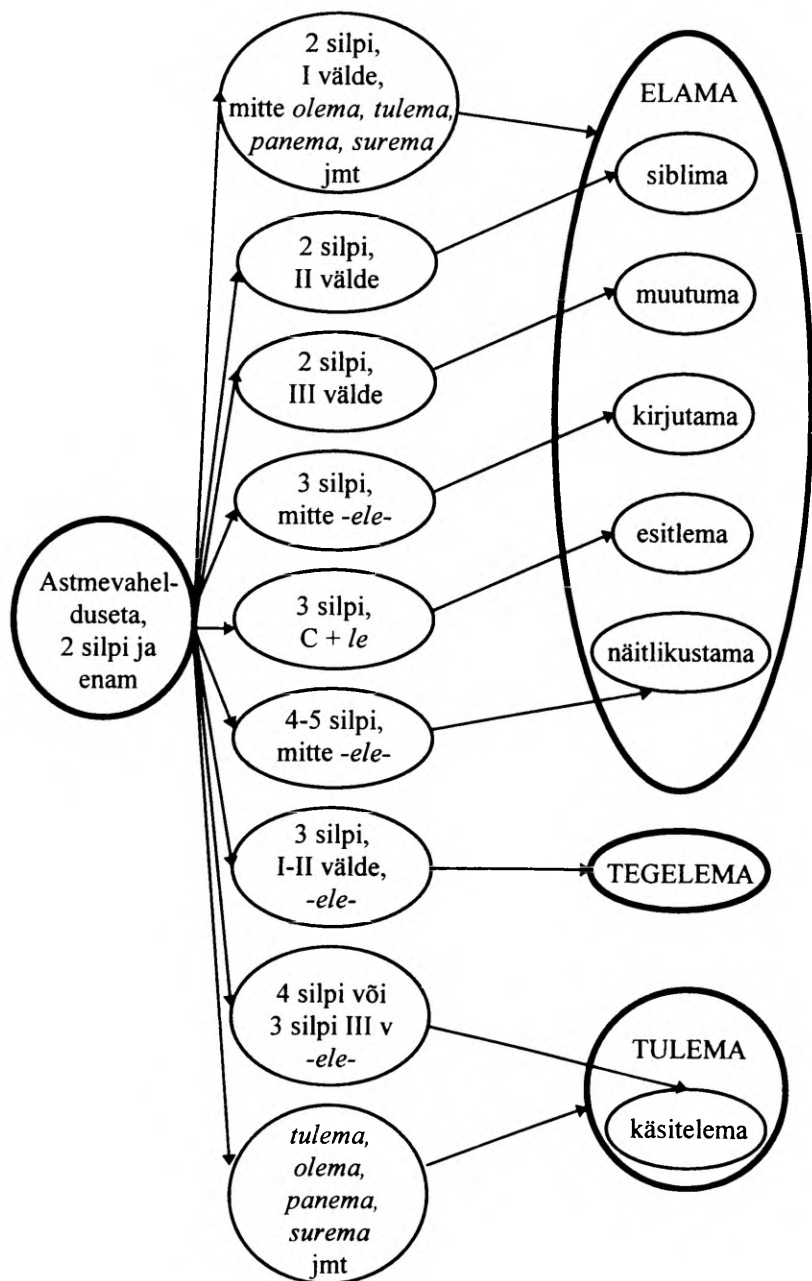 Astmevahel-
duseta,
2 silpi ja
enam
2 silpi,
I välde,
mitte olema, tulema,
panema, surema
jmt
2 silpi,
II välde
2 silpi,
III välde
3 silpi,
mitte -ele-
3 silpi,
C + le
4-5 silpi,
mitte -ele-
3 silpi,
I-II välde,
-ele-
4 silpi või
3 silpi III v
-ele-
tulema,
olema,
panema,
surema
jmt
ELAMA
siblima
muutuma
kirjutama
esitlema
näitlikustama
TEGELEMA
TULEMA
käsitelema